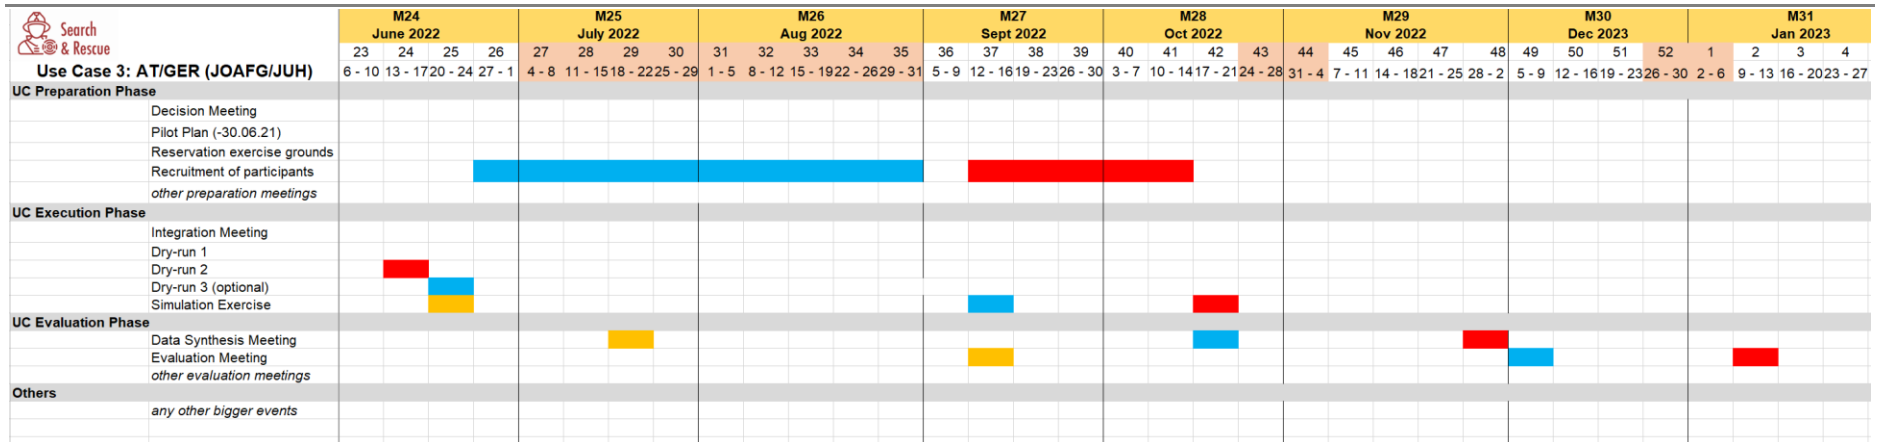 Search
& Rescue
M24 M25 M26 M27 M28 M29 M30 M31
June 2022 July 2022 Aug 2022 Sept 2022 Oct 2022 Nov 2022 Dec 2023 Jan 2023
23 24 25 26 27 28 29 30 31 32 33 34 35 36 37 38 39 40 41 42 43 44 45 46 47 48 49 50 51 52 1 2 3 4
Use Case 3: AT/GER (JOAFG/JUH) 6 - 10 13 - 17 20 - 24 27 - 1 4 - 8 11 - 15 18 - 22 25 - 29 1 - 5 8 - 12 15 - 19 22 - 26 29 - 31 5 - 9 12 - 16 19 - 23 26 - 30 3 - 7 10 - 14 17 - 21 24 - 28 31 - 4 7 - 11 14 - 18 21 - 25 28 - 2 5 - 9 12 - 16 19 - 23 26 - 30 2 - 6 9 - 13 16 - 20 23 - 27
UC Preparation Phase
Decision Meeting
Pilot Plan (-30.06.21)
Reservation exercise grounds
Recruitment of participants
other preparation meetings
UC Execution Phase
Integration Meeting
Dry-run 1
Dry-run 2
Dry-run 3 (optional)
Simulation Exercise
UC Evaluation Phase
Data Synthesis Meeting
Evaluation Meeting
other evaluation meetings
Others
any other bigger events